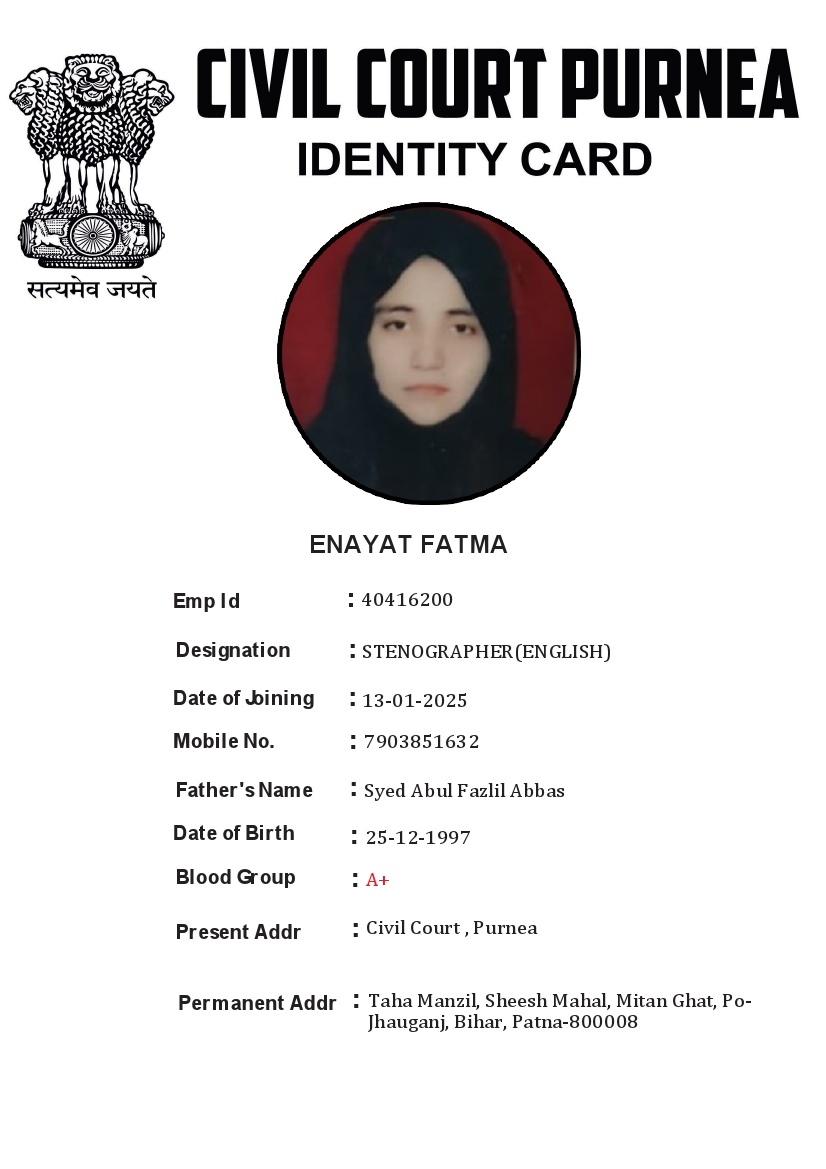 CIVIL COURT PURNEA
IDENTITY CARD
सत्यमेव जयते
ENAYAT FATMA
Emp Id : 40416200
Designation : STENOGRAPHER(ENGLISH)
Date of Joining : 13-01-2025
Mobile No. : 7903851632
Father's Name : Syed Abul Fazlil Abbas
Date of Birth : 25-12-1997
Blood Group : A+
Present Addr : Civil Court , Purnea
Permanent Addr : Taha Manzil, Sheesh Mahal, Mitan Ghat, Po-
Jhauganj, Bihar, Patna-800008